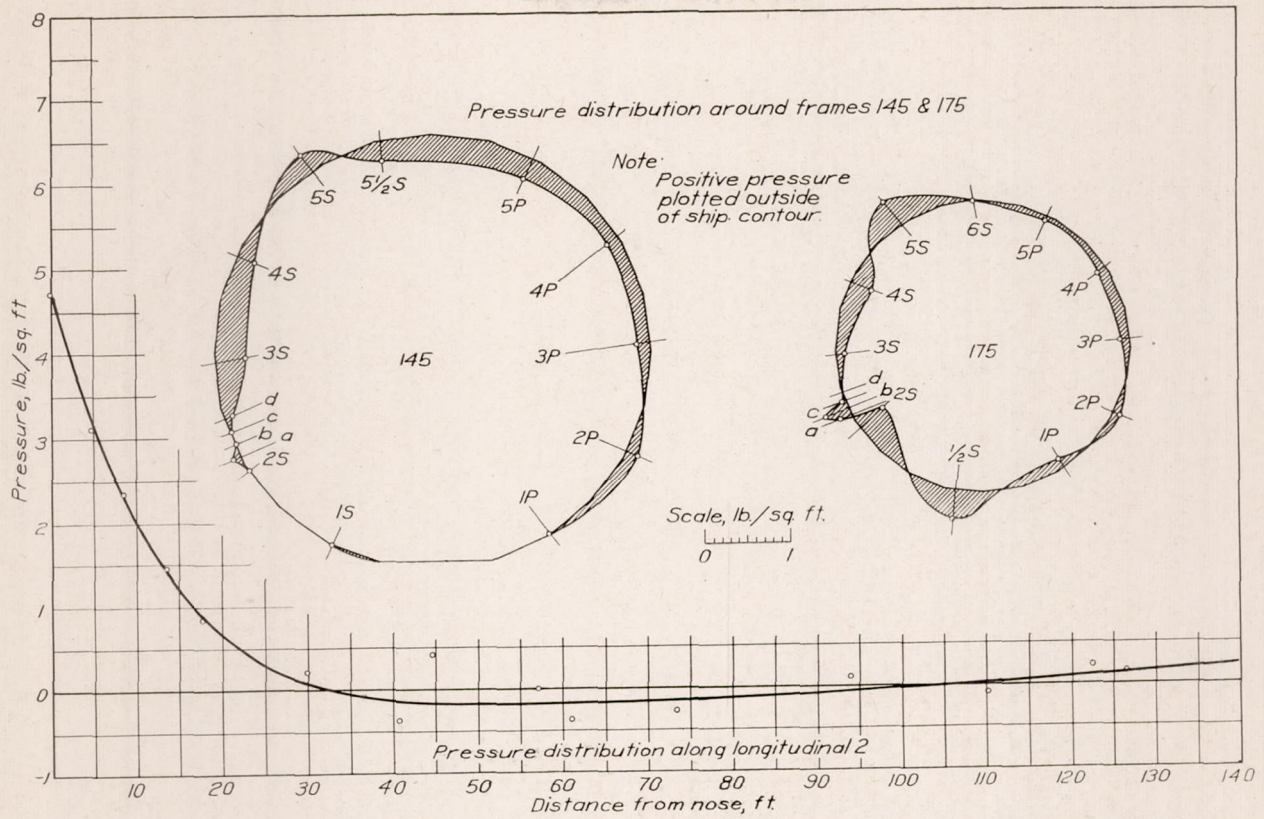 8
7
6
5
4
3
2
1
0
-1
Pressure, lb./sq. ft
Pressure distribution around frames 145 & 175
Note:
Positive pressure
plotted outside
of ship contour.
5S
5½S
5P
4S
4P
3S
145
3P
d
c
b a
2S
2P
1S
1P
5S
6S
5P
4S
4P
3S
175
3P
d
b 2S
c
a
2P
½S
1P
Scale, lb./sq. ft.
0 1
Pressure distribution along longitudinal 2
10 20 30 40 50 60 70 80 90 100 110 120 130 140
Distance from nose, ft.